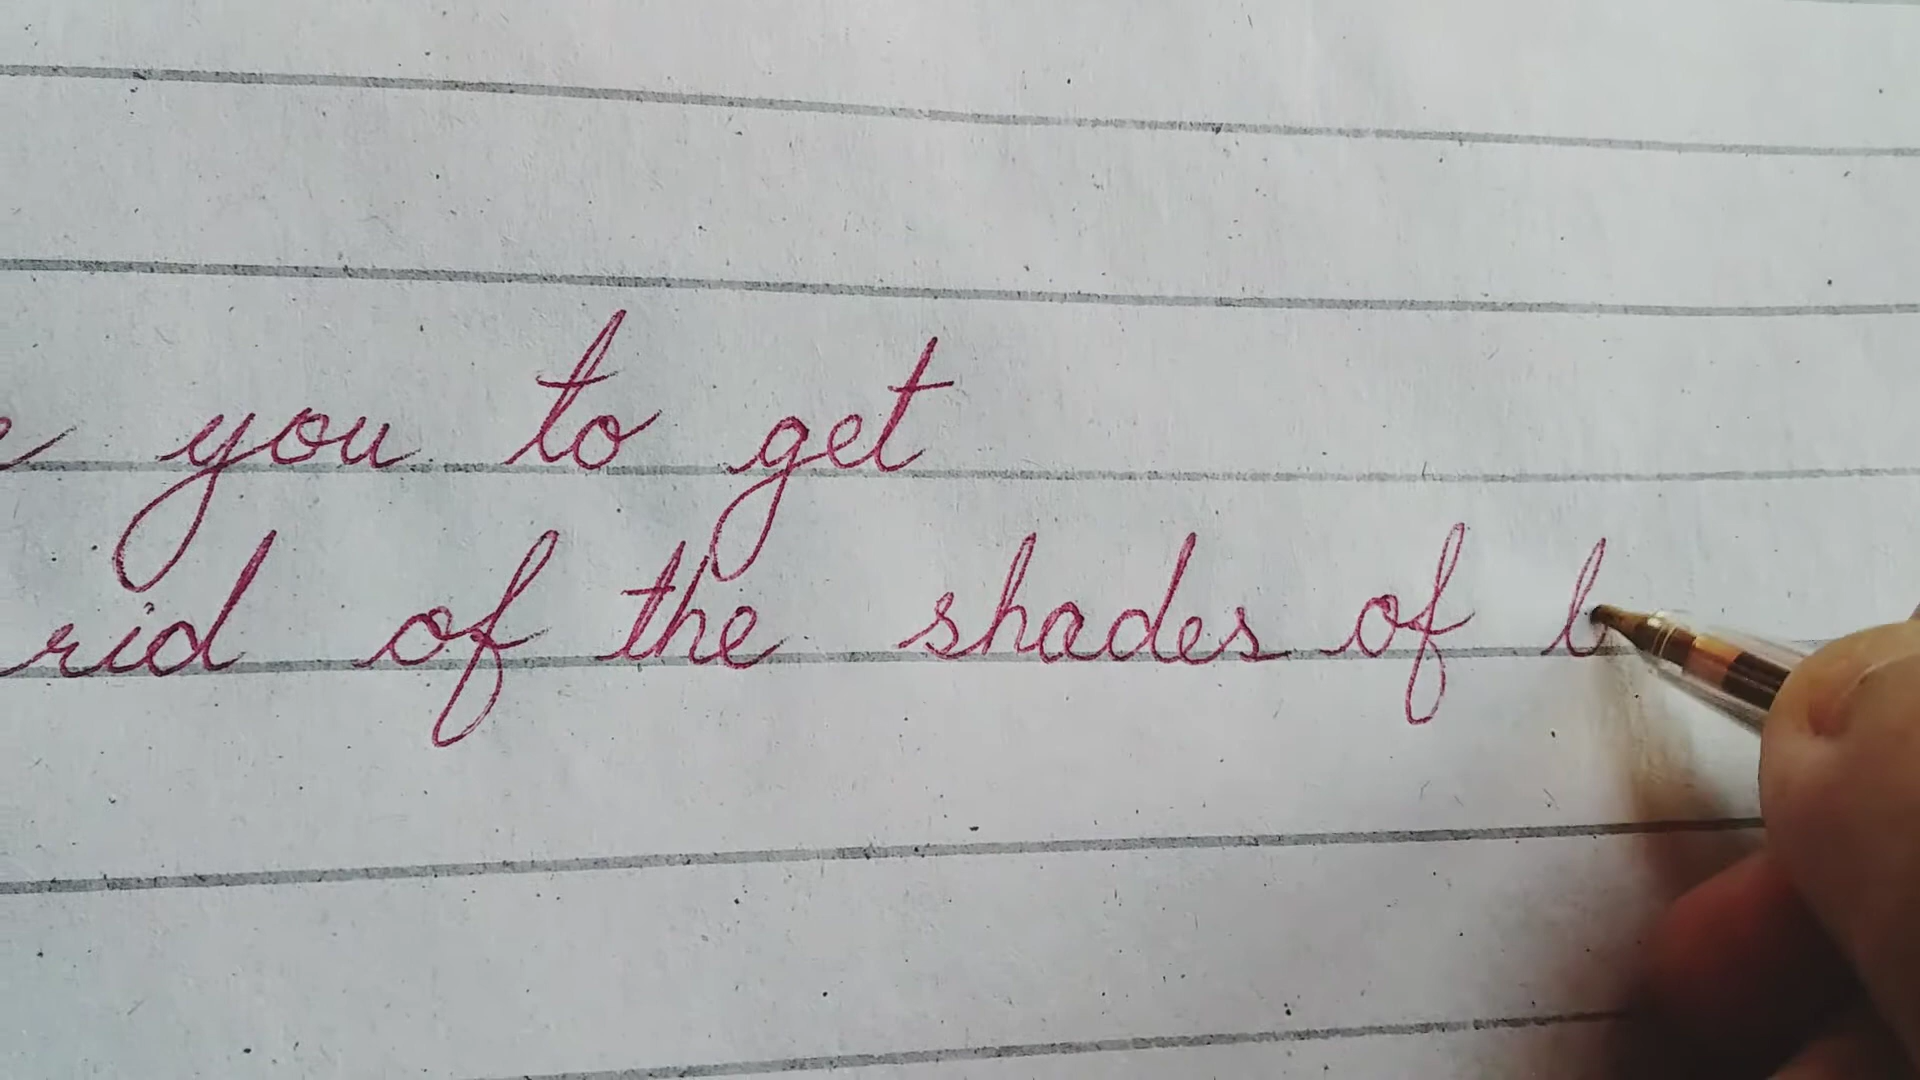 you to get
rid of the shades of b